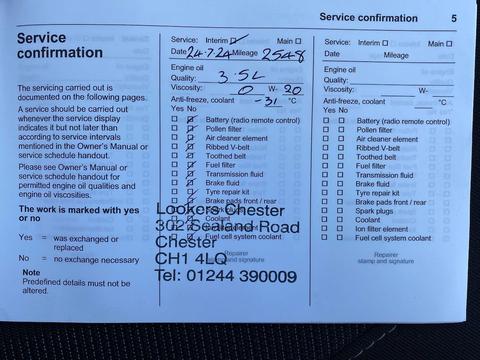 Service confirmation 5
Service
confirmation
The servicing carried out is
documented on the following pages.
A service should be carried out
whenever the service display
indicates it but not later than
according to service intervals
mentioned in the Owner's Manual or
service schedule handout.
Please see Owner's Manual or
service schedule handout for
permitted engine oil qualities and
engine oil viscosities.
The work is marked with yes
or no
Yes = was exchanged or
replaced
No = no exchange necessary
Note
Predefined details must not be
altered.
Service: Interim Main
Date 24.7.24 Mileage 2548
Engine oil
Quality: 3.5L
Viscosity: 0 W- 20
Anti-freeze, coolant -31 °C
Yes No
Battery (radio remote control)
Pollen filter
Air cleaner element
Ribbed V-belt
Toothed belt
Fuel filter
Transmission fluid
Brake fluid
Tyre repair kit
Brake pads front / rear
Spark plugs
Coolant
Fuel cell system coolant
Lookers Chester
302 Sealand Road
Chester
CH1 4LQ
Tel: 01244 390009
stamp and signature
Service: Interim Main
Date Mileage
Engine oil
Quality:
Viscosity: W-
Anti-freeze, coolant °C
Yes No
Battery (radio remote control)
Pollen filter
Air cleaner element
Ribbed V-belt
Toothed belt
Fuel filter
Transmission fluid
Brake fluid
Tyre repair kit
Brake pads front / rear
Spark plugs
Coolant
Ion filter element
Fuel cell system coolant
Repairer
stamp and signature